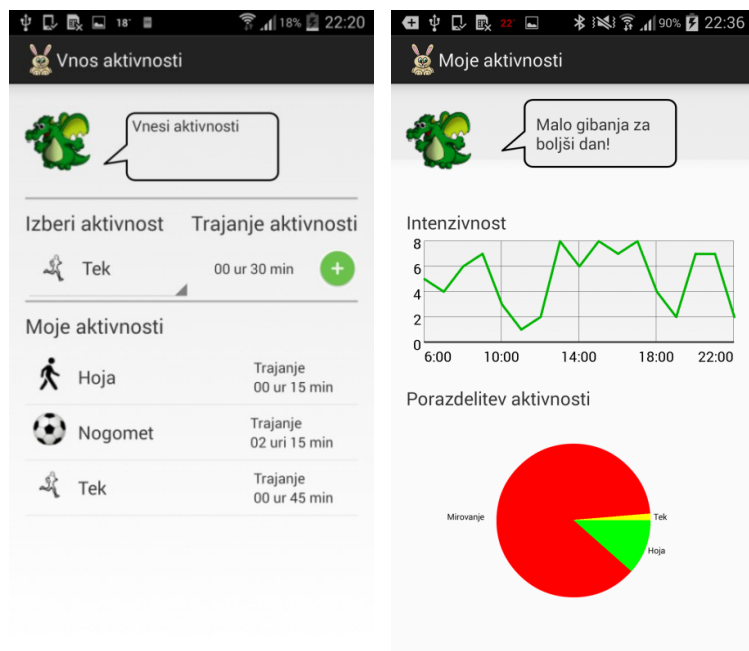 18°
18%
22:20
Vnos aktivnosti
Vnesi aktivnosti
Izberi aktivnost
Trajanje aktivnosti
Tek
00 ur 30 min
Moje aktivnosti
Hoja
Trajanje
00 ur 15 min
Nogomet
Trajanje
02 uri 15 min
Tek
Trajanje
00 ur 45 min
22°
90%
22:36
Moje aktivnosti
Malo gibanja za
boljši dan!
Intenzivnost
8
6
4
2
0
6:00
10:00
14:00
18:00
22:00
Porazdelitev aktivnosti
Mirovanje
Tek
Hoja